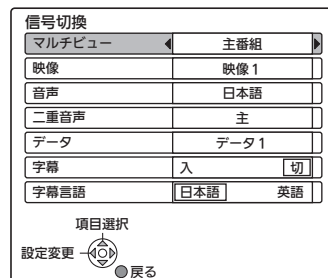 信号切換
マルチビュー 主番組
映像 映像1
音声 日本語
二重音声 主
データ データ1
字幕 入 切
字幕言語 日本語 英語
項目選択
設定変更
戻る